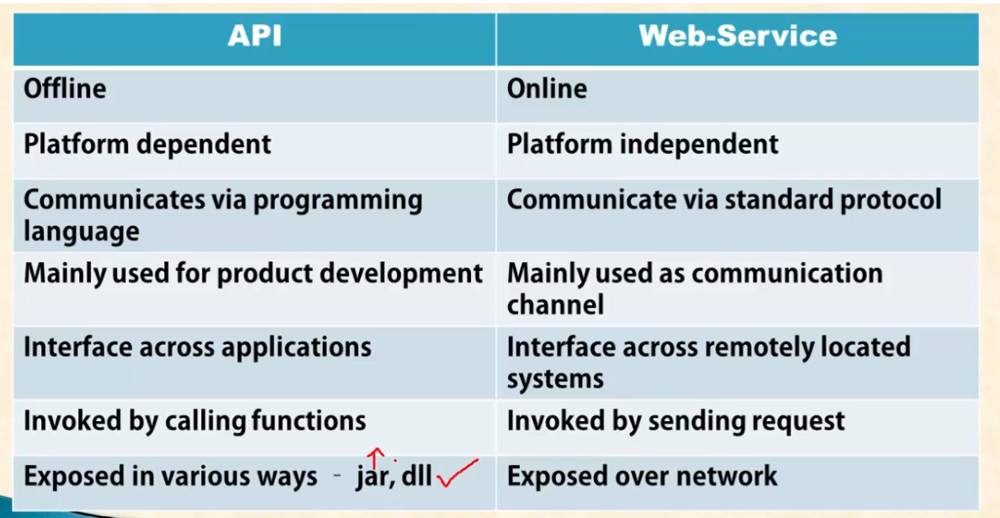 API
Web-Service
Offline
Online
Platform dependent
Platform independent
Communicates via programming
language
Communicate via standard protocol
Mainly used for product development
Mainly used as communication
channel
Interface across applications
Interface across remotely located
systems
Invoked by calling functions
Invoked by sending request
Exposed in various ways - jar, dll
Exposed over network